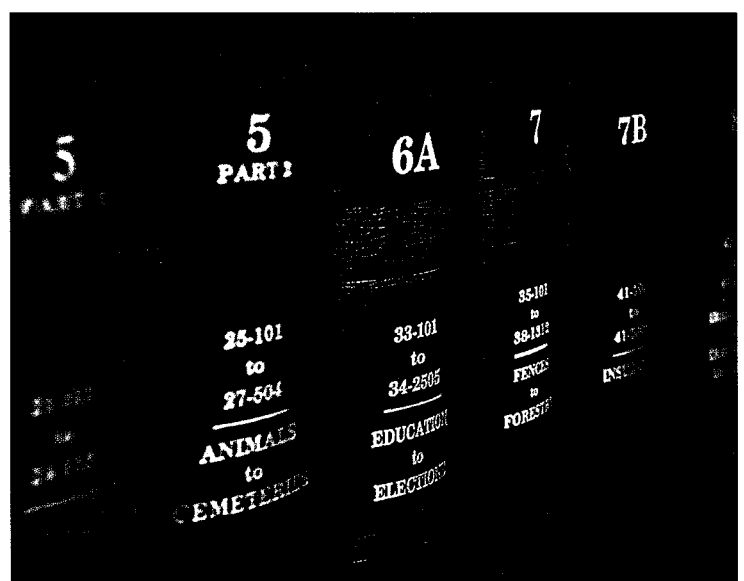 5
PART
5
PART 2
25-101
to
27-504
ANIMALS
to
CEMETERIES
6A
33-101
to
34-2505
EDUCATION
to
ELECTIONS
7
35-101
to
38-1312
FENCES
to
FORESTRY
7B
to